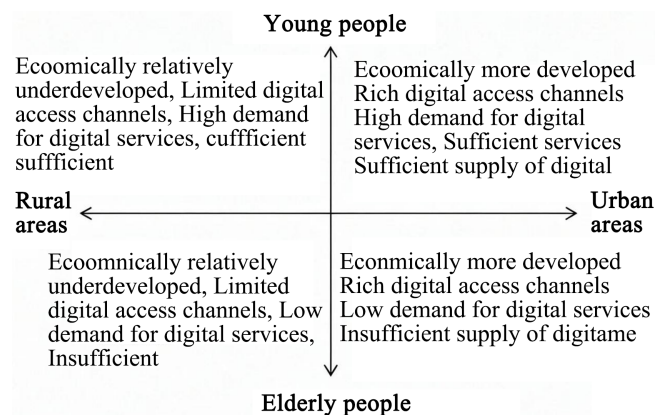 Young people
Ecoomically relatively
underdeveloped, Limited digital
access channels, High demand
for digital services, cuffficient
suffficient
Ecoomically more developed
Rich digital access channels
High demand for digital
services, Sufficient services
Sufficient supply of digital
Rural
areas
Urban
areas
Ecoomnically relatively
underdeveloped, Limited
digital access channels, Low
demand for digital services,
Insufficient
Econmically more developed
Rich digital access channels
Low demand for digital services
Insufficient supply of digitame
Elderly people